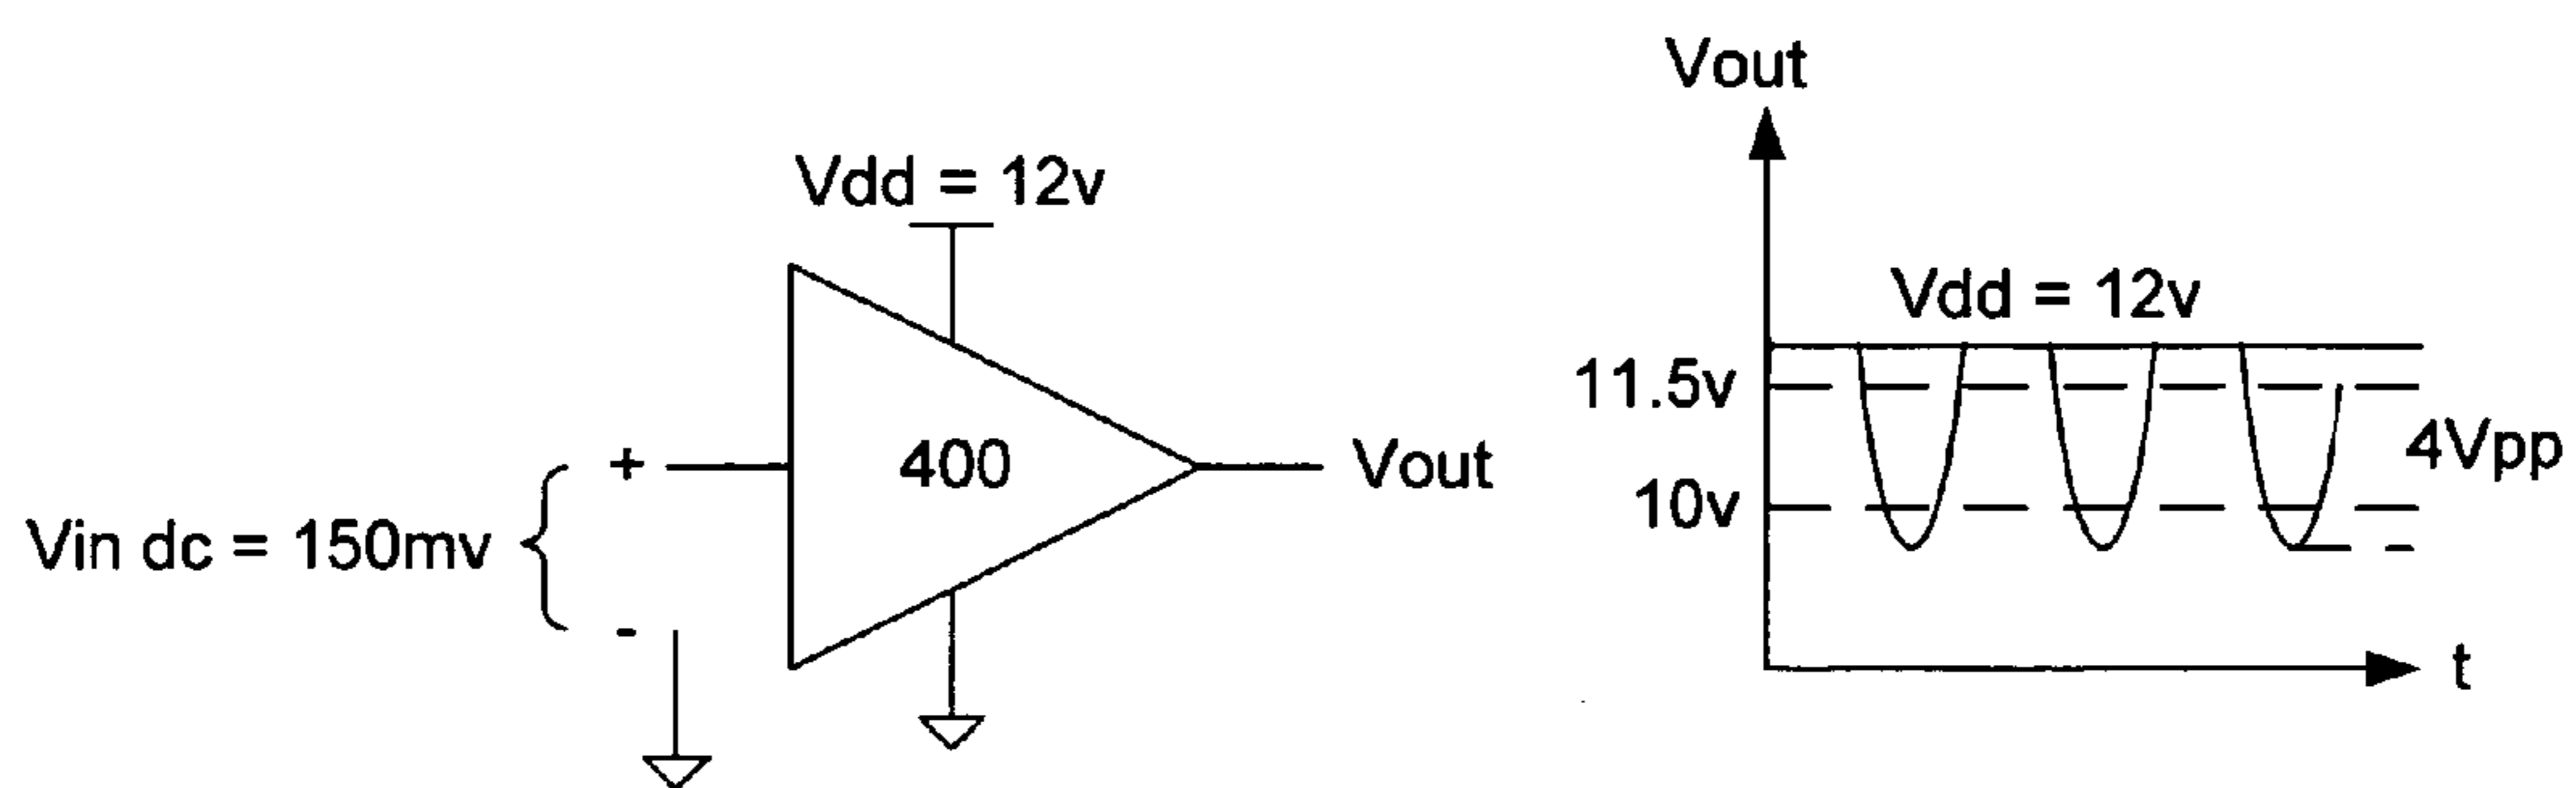 Vdd = 12v
+
400
Vout
Vin dc = 150mv
-
Vout
Vdd = 12v
11.5v
4Vpp
10v
t